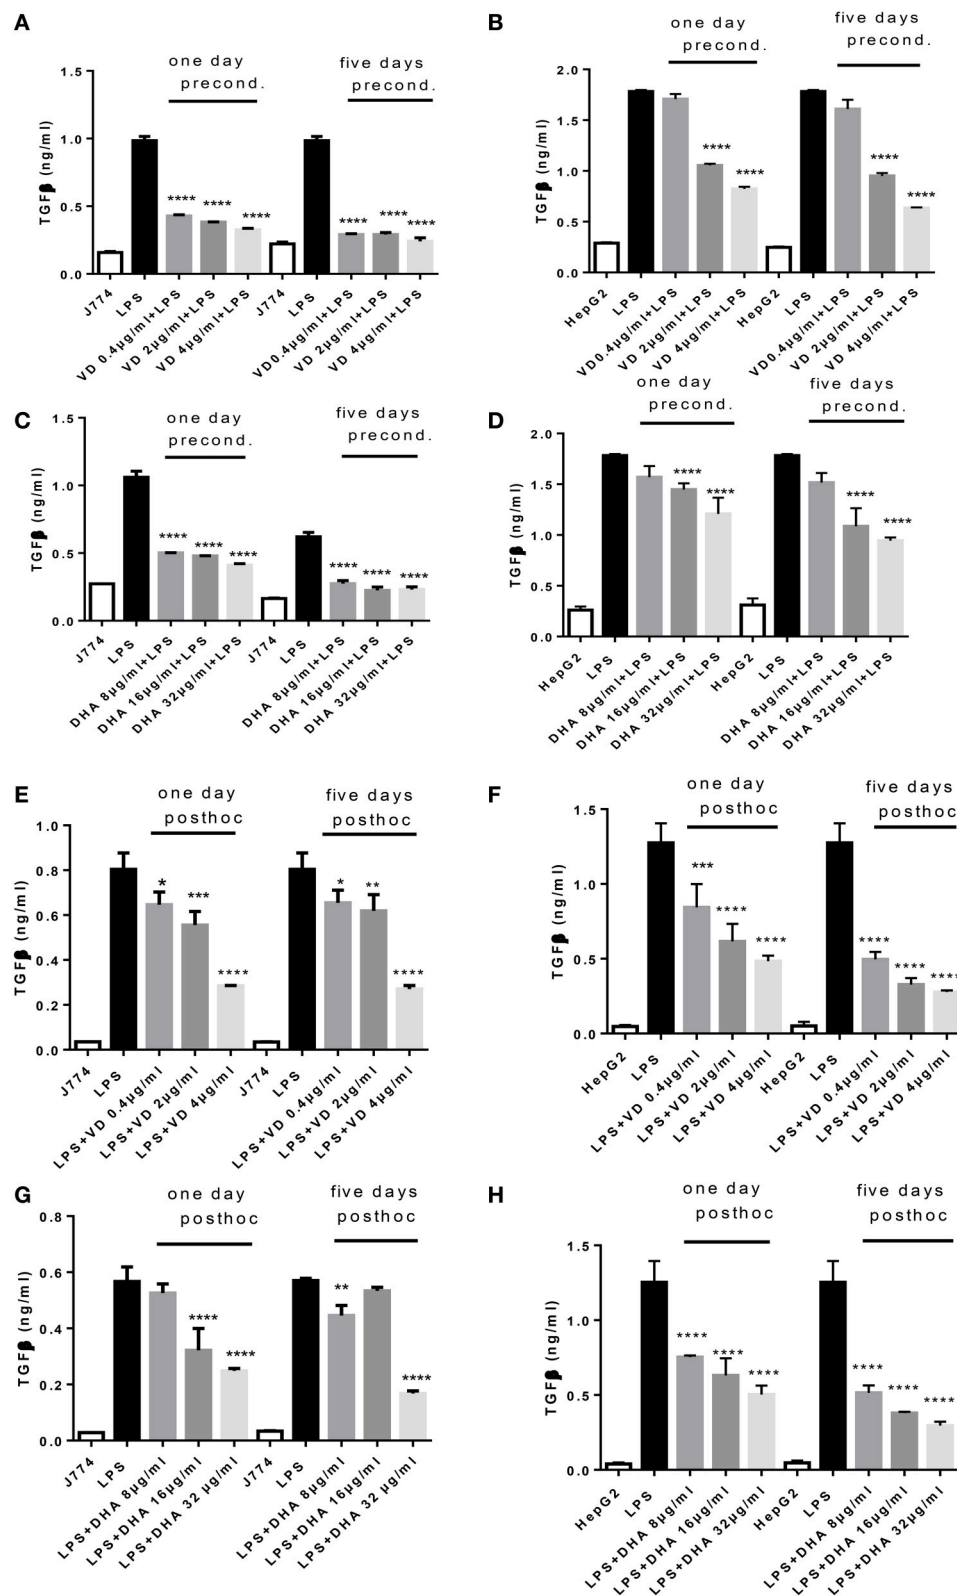 A
one day
precond.
five days
precond.
TGFβ (ng/ml)
1.5
1.0
0.5
0.0
****
****
****
****
****
****
J774
LPS
VD 0.4µg/ml+LPS
VD 2µg/ml+LPS
VD 4µg/ml+LPS
J774
LPS
VD0.4µg/ml+LPS
VD 2µg/ml+LPS
VD 4µg/ml+LPS
B
one day
precond.
five days
precond.
TGFβ (ng/ml)
2.0
1.5
1.0
0.5
0.0
****
****
****
****
HepG2
LPS
VD0.4µg/ml+LPS
VD 2µg/ml+LPS
VD 4µg/ml+LPS
HepG2
LPS
VD0.4µg/ml+LPS
VD 2µg/ml+LPS
VD 4µg/ml+LPS
C
one day
precond.
five days
precond.
TGFβ (ng/ml)
1.5
1.0
0.5
0.0
****
****
****
****
****
****
J774
LPS
DHA 8µg/ml+LPS
DHA 16µg/ml+LPS
DHA 32µg/ml+LPS
J774
LPS
DHA 8µg/ml+LPS
DHA 16µg/ml+LPS
DHA 32µg/ml+LPS
D
one day
precond.
five days
precond.
TGFβ (ng/ml)
2.0
1.5
1.0
0.5
0.0
****
****
****
****
HepG2
LPS
DHA 8µg/ml+LPS
DHA 16µg/ml+LPS
DHA 32µg/ml+LPS
HepG2
LPS
DHA 8µg/ml+LPS
DHA 16µg/ml+LPS
DHA 32µg/ml+LPS
E
one day
posthoc
five days
posthoc
TGFβ (ng/ml)
1.0
0.8
0.6
0.4
0.2
0.0
*
***
****
*
**
****
J774
LPS
LPS+VD 0.4µg/ml
LPS+VD 2µg/ml
LPS+VD 4µg/ml
J774
LPS
LPS+VD 0.4µg/ml
LPS+VD 2µg/ml
LPS+VD 4µg/ml
F
one day
posthoc
five days
posthoc
TGFβ (ng/ml)
1.5
1.0
0.5
0.0
***
****
****
****
****
****
HepG2
LPS
LPS+VD 0.4µg/ml
LPS+VD 2µg/ml
LPS+VD 4µg/ml
HepG2
LPS
LPS+VD 0.4µg/ml
LPS+VD 2µg/ml
LPS+VD 4µg/ml
G
one day
posthoc
five days
posthoc
TGFβ (ng/ml)
0.8
0.6
0.4
0.2
0.0
****
****
**
****
J774
LPS
LPS+DHA 8µg/ml
LPS+DHA 16µg/ml
LPS+DHA 32 µg/ml
J774
LPS
LPS+DHA 8µg/ml
LPS+DHA 16µg/ml
LPS+DHA 32 µg/ml
H
one day
posthoc
five days
posthoc
TGFβ (ng/ml)
1.5
1.0
0.5
0.0
****
****
****
****
****
****
HepG2
LPS
LPS+DHA 8µg/ml
LPS+DHA 16µg/ml
LPS+DHA 32µg/ml
HepG2
LPS
LPS+DHA 8µg/ml
LPS+DHA 16µg/ml
LPS+DHA 32µg/ml